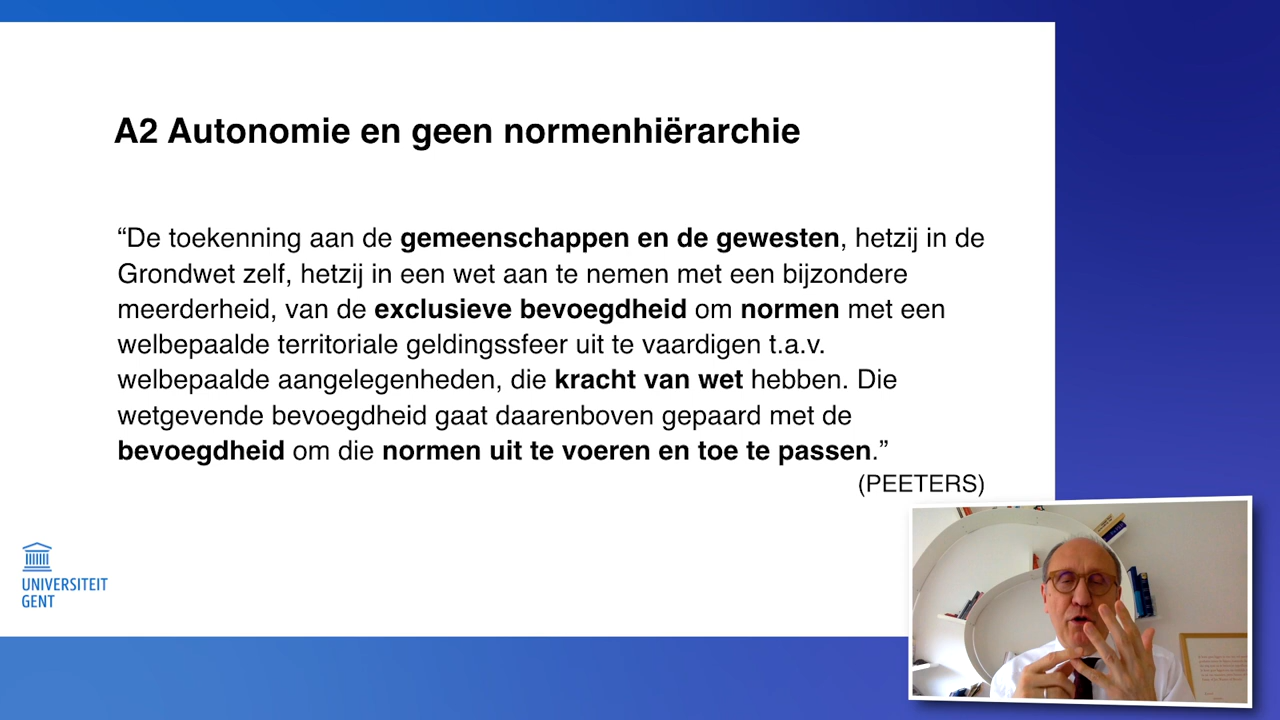 A2 Autonomie en geen normenhiërarchie
“De toekenning aan de gemeenschappen en de gewesten, hetzij in de
Grondwet zelf, hetzij in een wet aan te nemen met een bijzondere
meerderheid, van de exclusieve bevoegdheid om normen met een
welbepaalde territoriale geldingssfeer uit te vaardigen t.a.v.
welbepaalde aangelegenheden, die kracht van wet hebben. Die
wetgevende bevoegdheid gaat daarenboven gepaard met de
bevoegdheid om die normen uit te voeren en toe te passen.”
(PEETERS)
UNIVERSITEIT
GENT